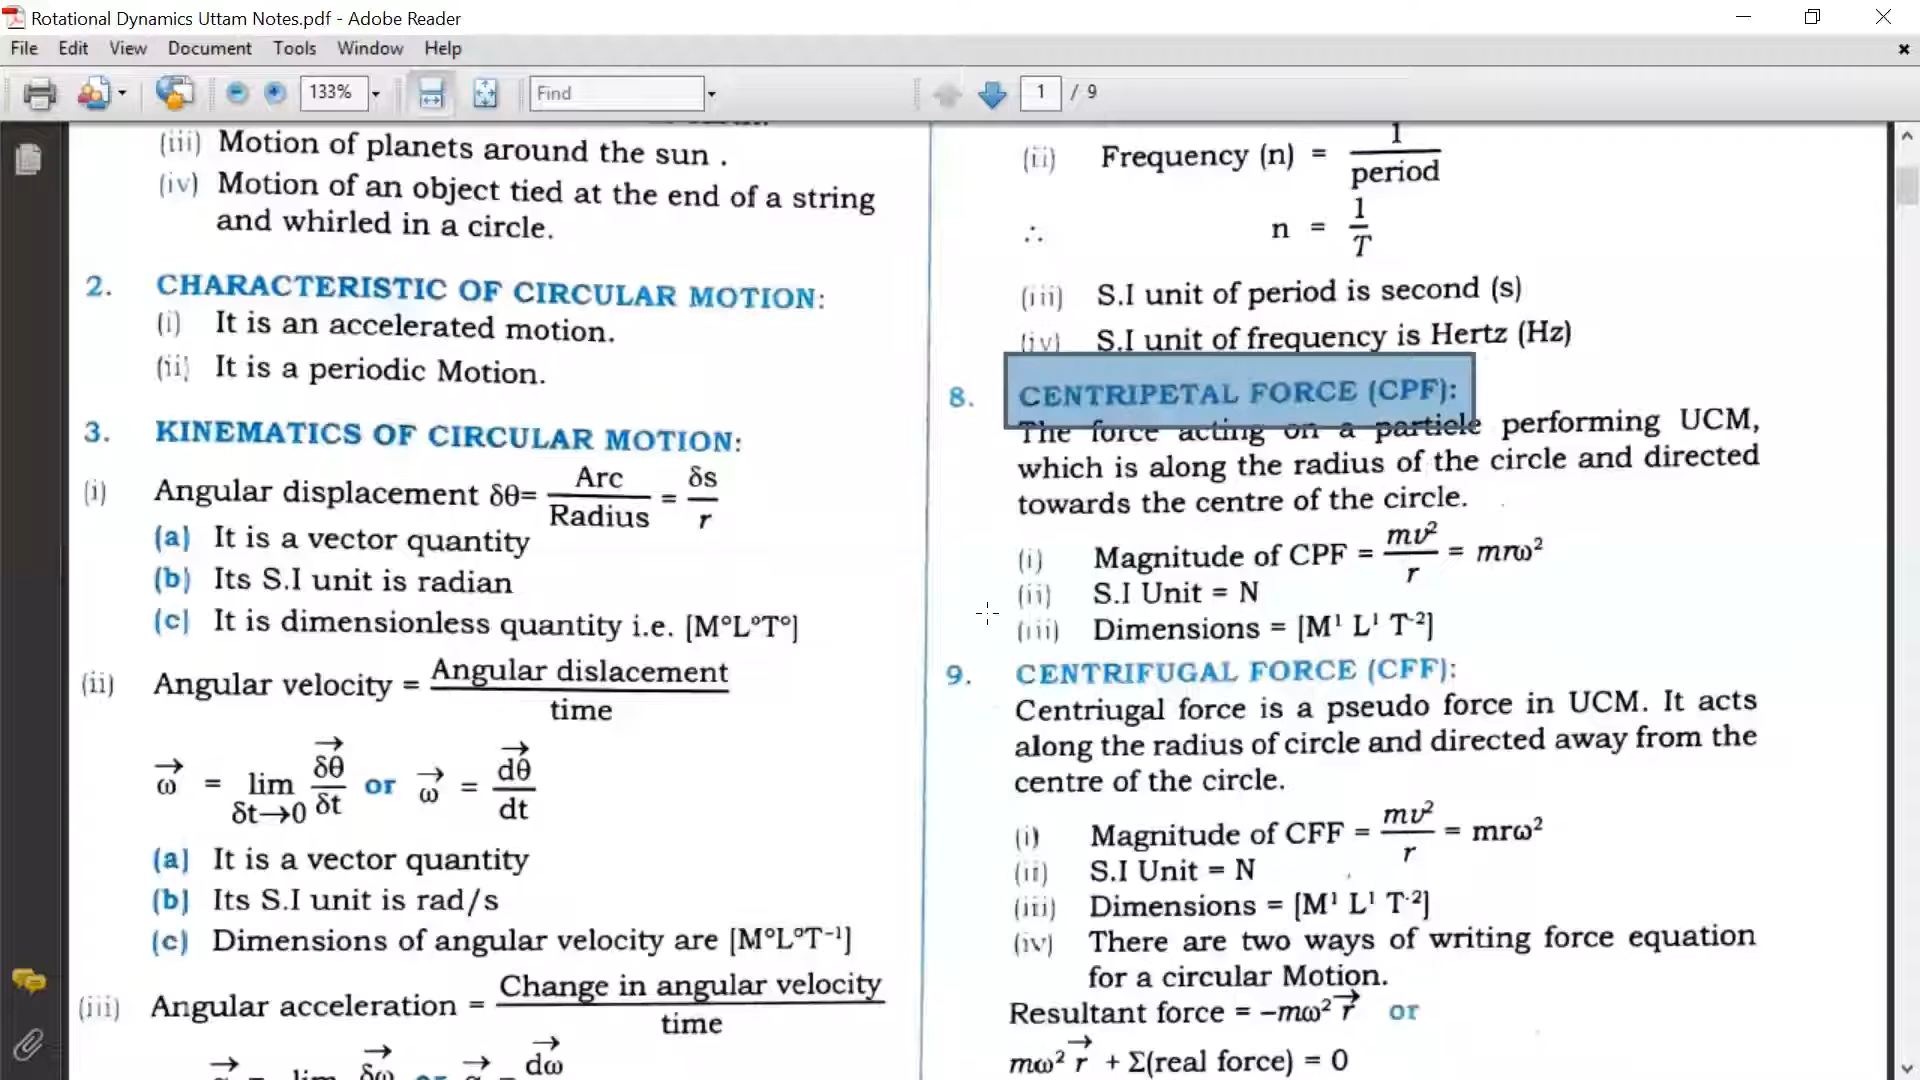 Rotational Dynamics Uttam Notes.pdf - Adobe Reader
File Edit View Document Tools Window Help
133% Find 1 / 9
(iii) Motion of planets around the sun .
(iv) Motion of an object tied at the end of a string
and whirled in a circle.
2. CHARACTERISTIC OF CIRCULAR MOTION:
(i) It is an accelerated motion.
(ii) It is a periodic Motion.
3. KINEMATICS OF CIRCULAR MOTION:
(i) Angular displacement δθ= Arc / Radius = δs / r
(a) It is a vector quantity
(b) Its S.I unit is radian
(c) It is dimensionless quantity i.e. [M°L°T°]
(ii) Angular velocity = Angular dislacement / time
ω⃗ = lim δt→0 δθ⃗ / δt or ω⃗ = dθ⃗ / dt
(a) It is a vector quantity
(b) Its S.I unit is rad/s
(c) Dimensions of angular velocity are [M°L°T⁻¹]
(iii) Angular acceleration = Change in angular velocity / time
lim δω⃗ or dω⃗
(ii) Frequency (n) = 1 / period
∴ n = 1 / T
(iii) S.I unit of period is second (s)
(iv) S.I unit of frequency is Hertz (Hz)
8. CENTRIPETAL FORCE (CPF):
The force acting on a particle performing UCM,
which is along the radius of the circle and directed
towards the centre of the circle.
(i) Magnitude of CPF = mv² / r = mrω²
(ii) S.I Unit = N
(iii) Dimensions = [M¹ L¹ T⁻²]
9. CENTRIFUGAL FORCE (CFF):
Centriugal force is a pseudo force in UCM. It acts
along the radius of circle and directed away from the
centre of the circle.
(i) Magnitude of CFF = mv² / r = mrω²
(ii) S.I Unit = N
(iii) Dimensions = [M¹ L¹ T⁻²]
(iv) There are two ways of writing force equation
for a circular Motion.
Resultant force = −mω² r⃗ or
mω² r⃗ + Σ(real force) = 0